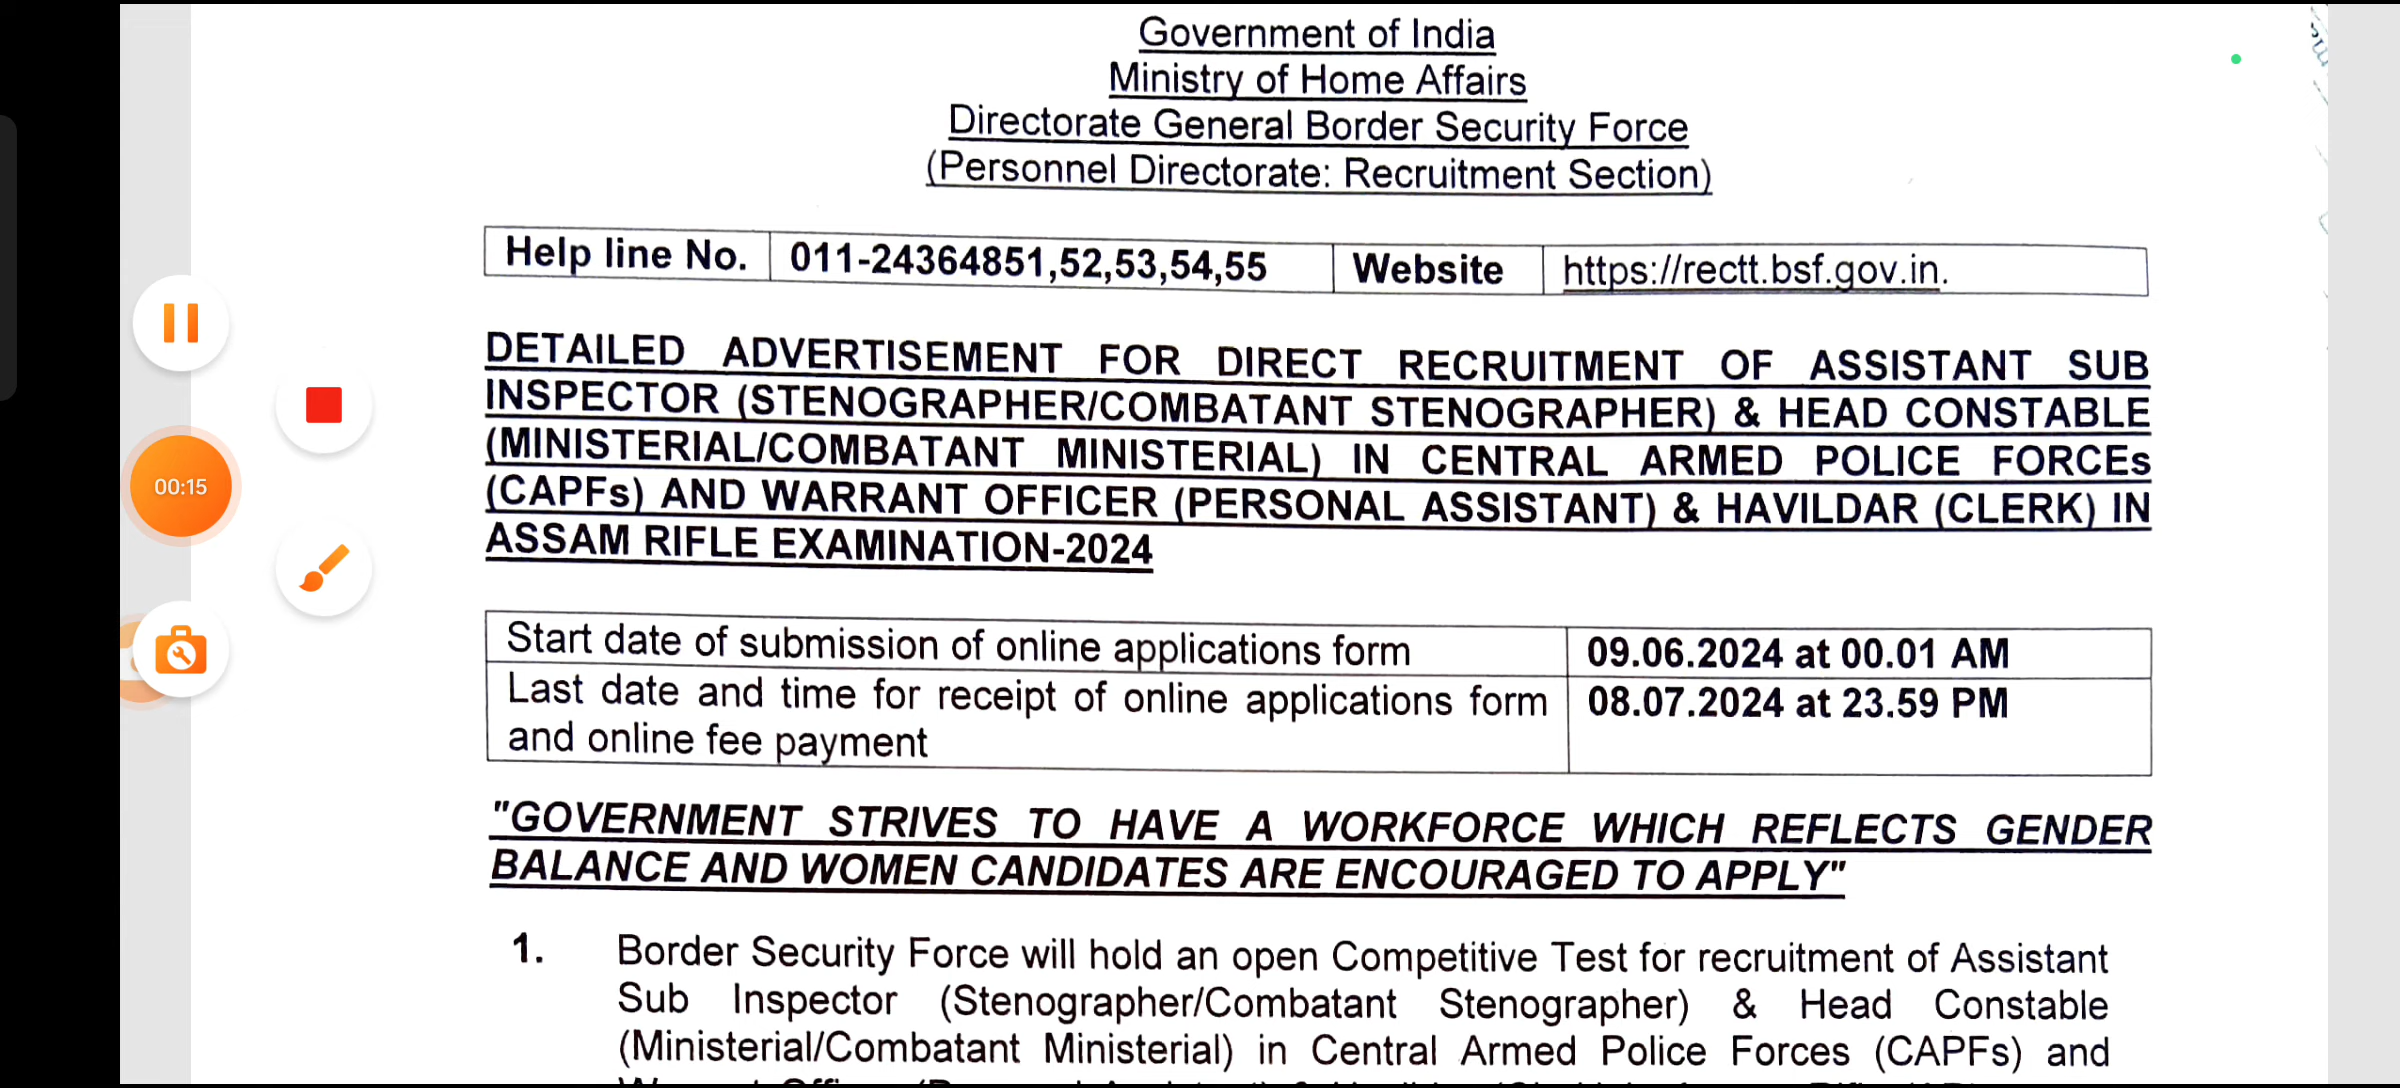 Government of India
Ministry of Home Affairs
Directorate General Border Security Force
(Personnel Directorate: Recruitment Section)
Help line No. 011-24364851,52,53,54,55 Website https://rectt.bsf.gov.in.
DETAILED ADVERTISEMENT FOR DIRECT RECRUITMENT OF ASSISTANT SUB
INSPECTOR (STENOGRAPHER/COMBATANT STENOGRAPHER) & HEAD CONSTABLE
(MINISTERIAL/COMBATANT MINISTERIAL) IN CENTRAL ARMED POLICE FORCEs
(CAPFs) AND WARRANT OFFICER (PERSONAL ASSISTANT) & HAVILDAR (CLERK) IN
ASSAM RIFLE EXAMINATION-2024
00:15
Start date of submission of online applications form 09.06.2024 at 00.01 AM
Last date and time for receipt of online applications form 08.07.2024 at 23.59 PM
and online fee payment
"GOVERNMENT STRIVES TO HAVE A WORKFORCE WHICH REFLECTS GENDER
BALANCE AND WOMEN CANDIDATES ARE ENCOURAGED TO APPLY"
1. Border Security Force will hold an open Competitive Test for recruitment of Assistant
Sub Inspector (Stenographer/Combatant Stenographer) & Head Constable
(Ministerial/Combatant Ministerial) in Central Armed Police Forces (CAPFs) and